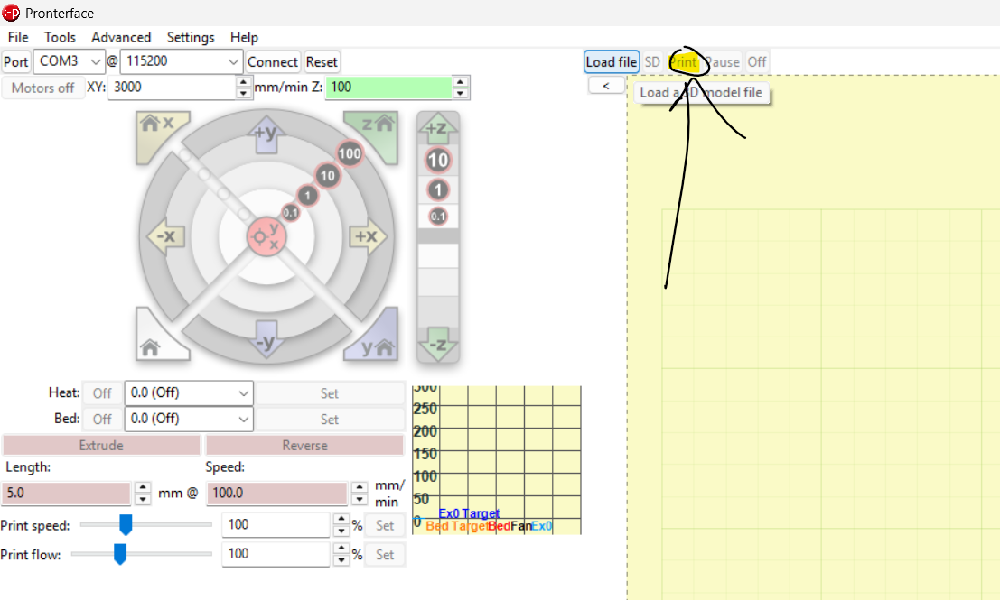 Pronterface
File Tools Advanced Settings Help
Port COM3 @ 115200 Connect Reset Load file SD Print Pause Off
Motors off XY: 3000 mm/min Z: 100 <
Load a 3D model file
x +y z +z
100 10
10 1
1 0.1
0.1
-x y x +x
-y y -z
Heat: Off 0.0 (Off) Set
Bed: Off 0.0 (Off) Set
Extrude Reverse
Length: Speed:
5.0 mm @ 100.0 mm/
min
Print speed: 100 % Set
Print flow: 100 % Set
300
250
200
150
100
50
0
Ex0 Target
Bed Target Bed Fan Ex0